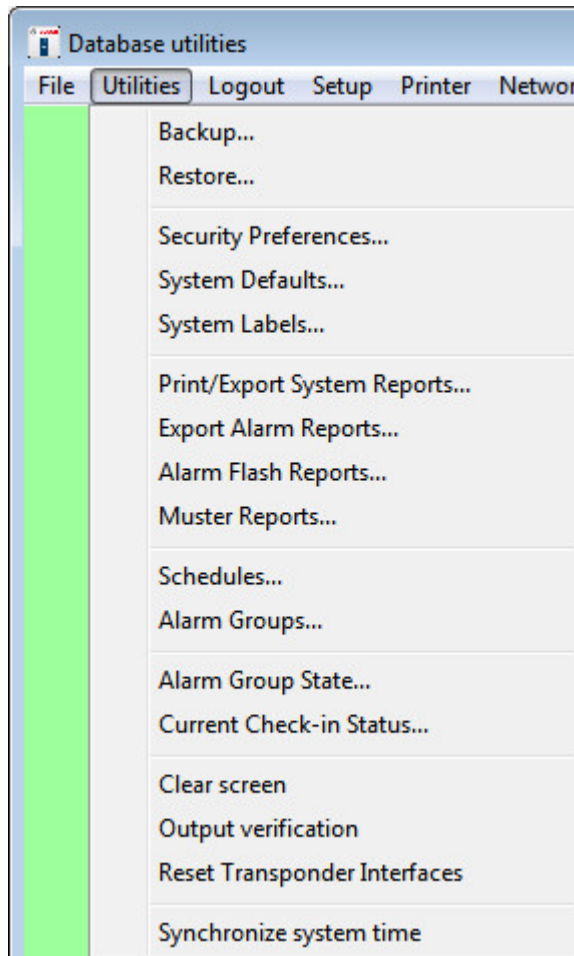 Database utilities
File Utilities Logout Setup Printer
Backup...
Restore...
Security Preferences...
System Defaults...
System Labels...
Print/Export System Reports...
Export Alarm Reports...
Alarm Flash Reports...
Muster Reports...
Schedules...
Alarm Groups...
Alarm Group State...
Current Check-in Status...
Clear screen
Output verification
Reset Transponder Interfaces
Synchronize system time